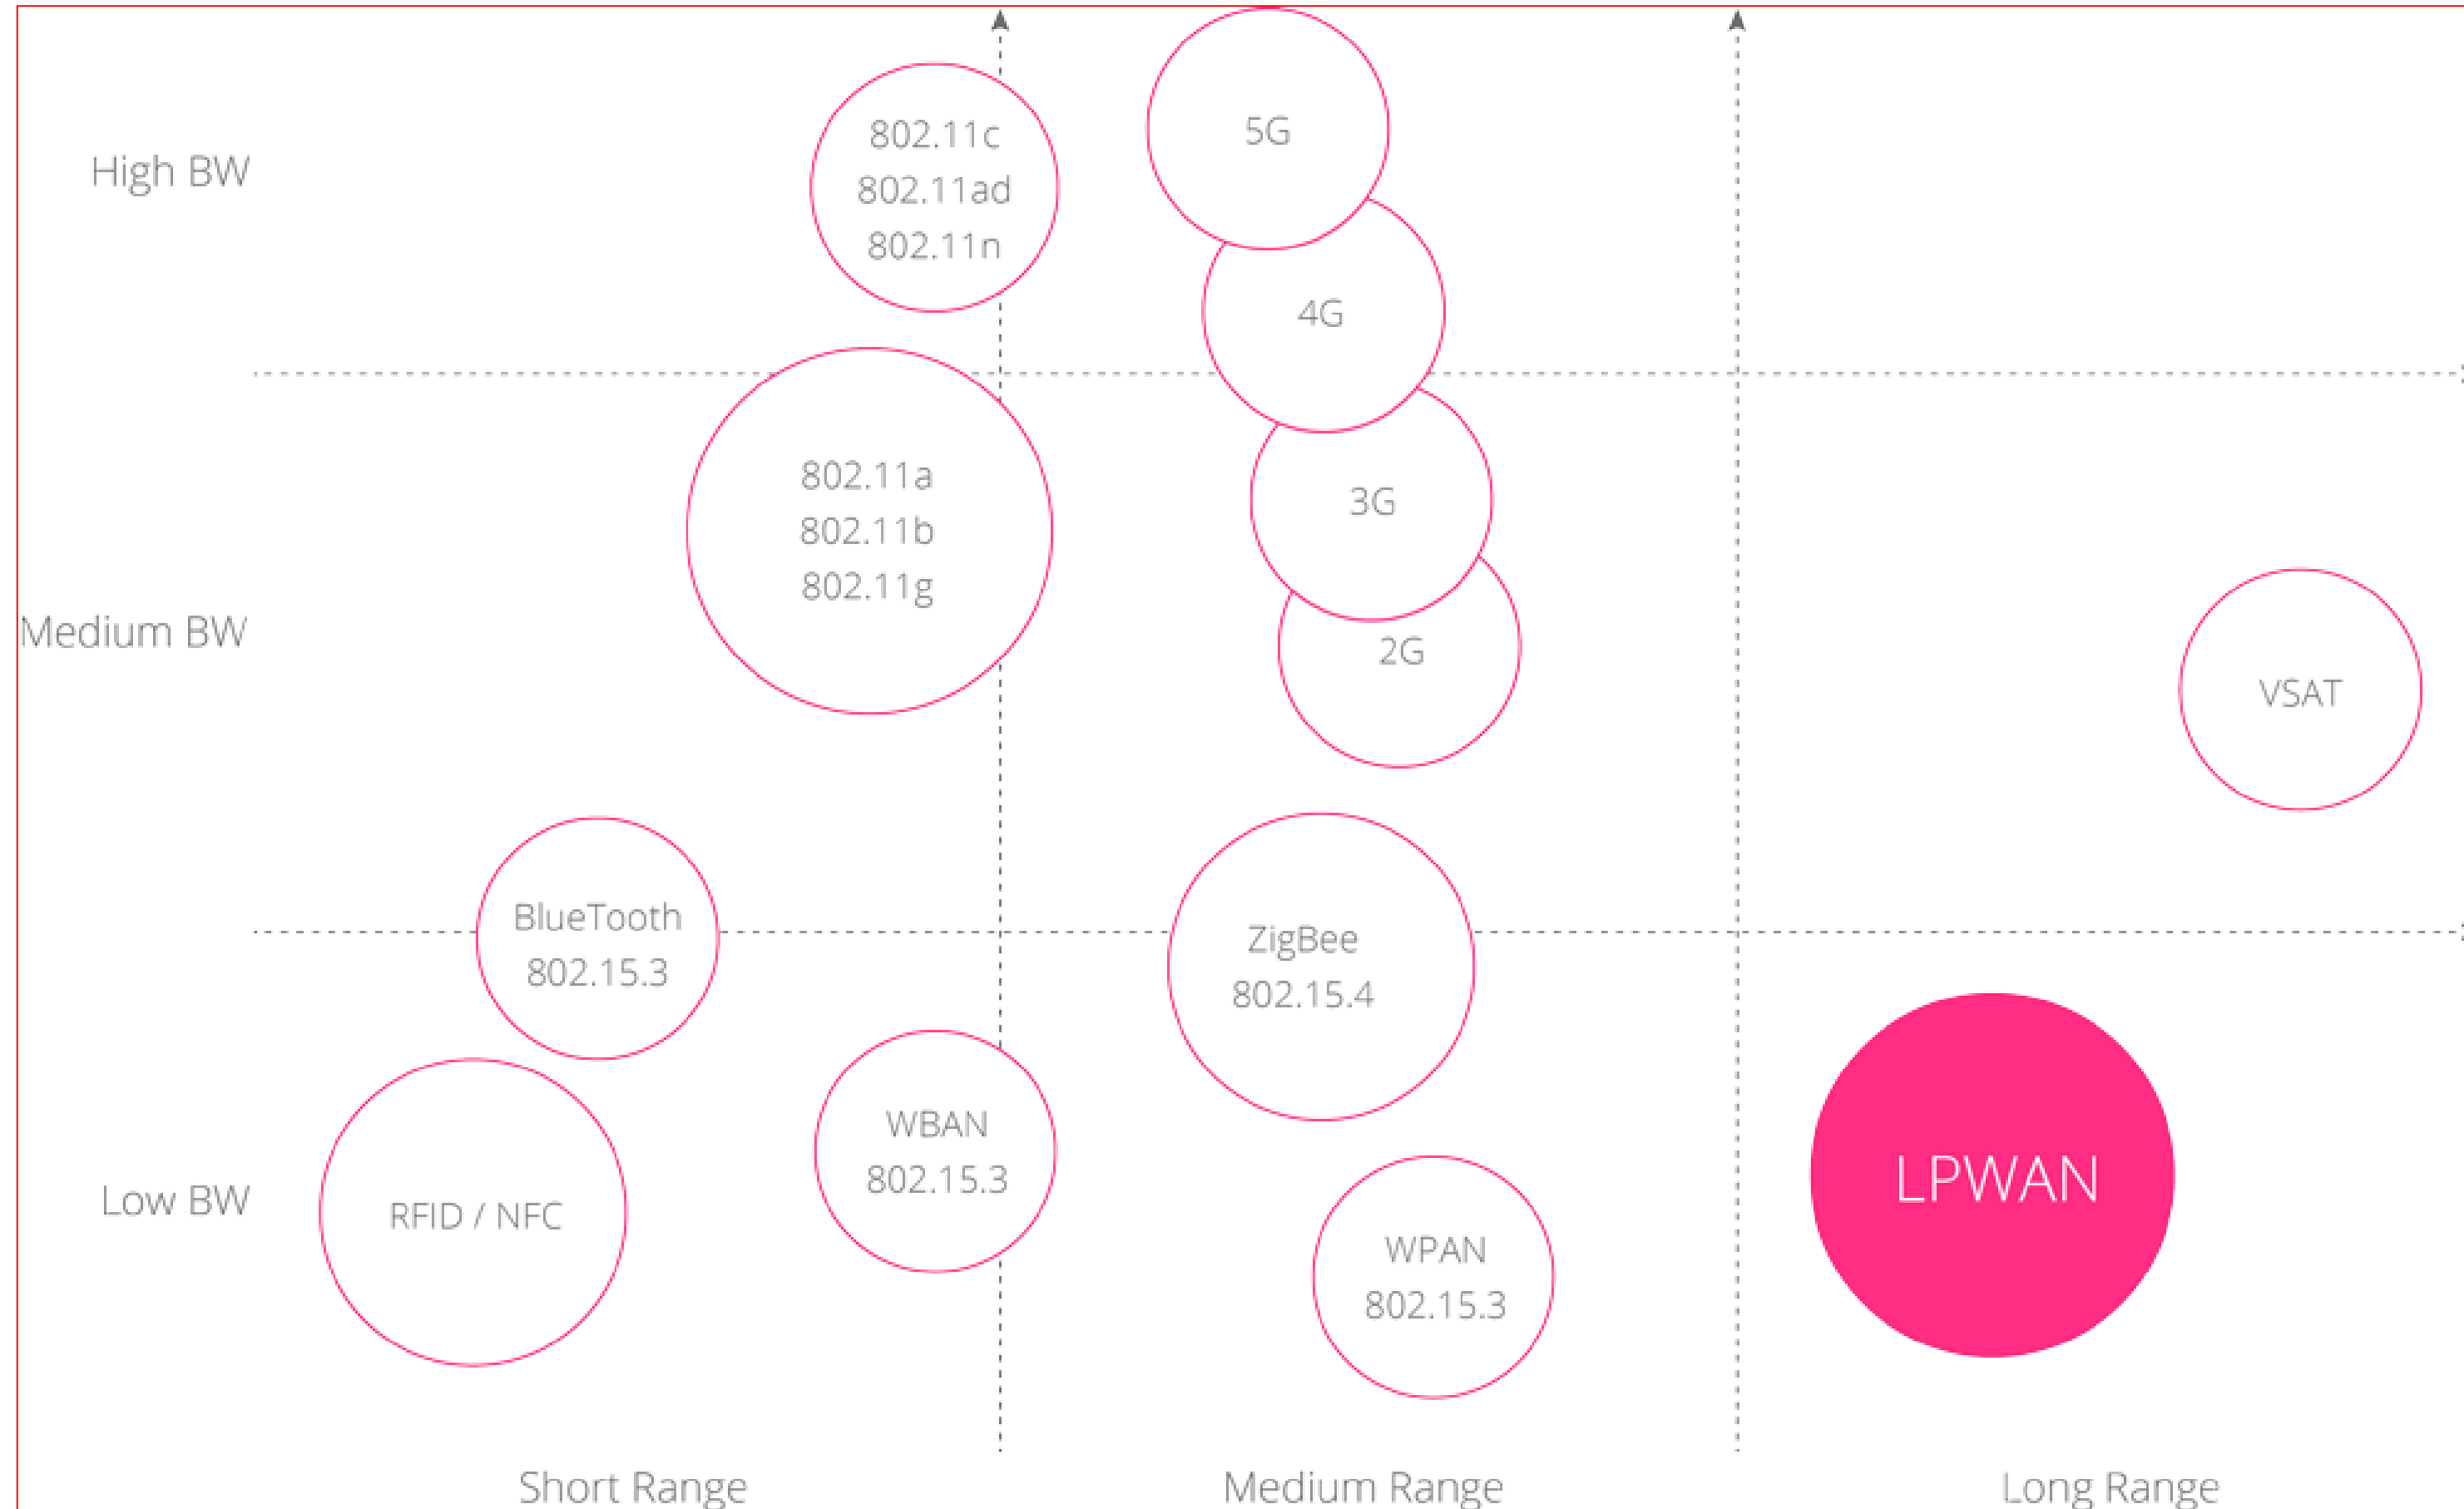 High BW
802.11c
802.11ad
802.11n
5G
4G
Medium BW
802.11a
802.11b
802.11g
3G
2G
VSAT
BlueTooth
802.15.3
ZigBee
802.15.4
Low BW
RFID / NFC
WBAN
802.15.3
WPAN
802.15.3
LPWAN
Short Range
Medium Range
Long Range